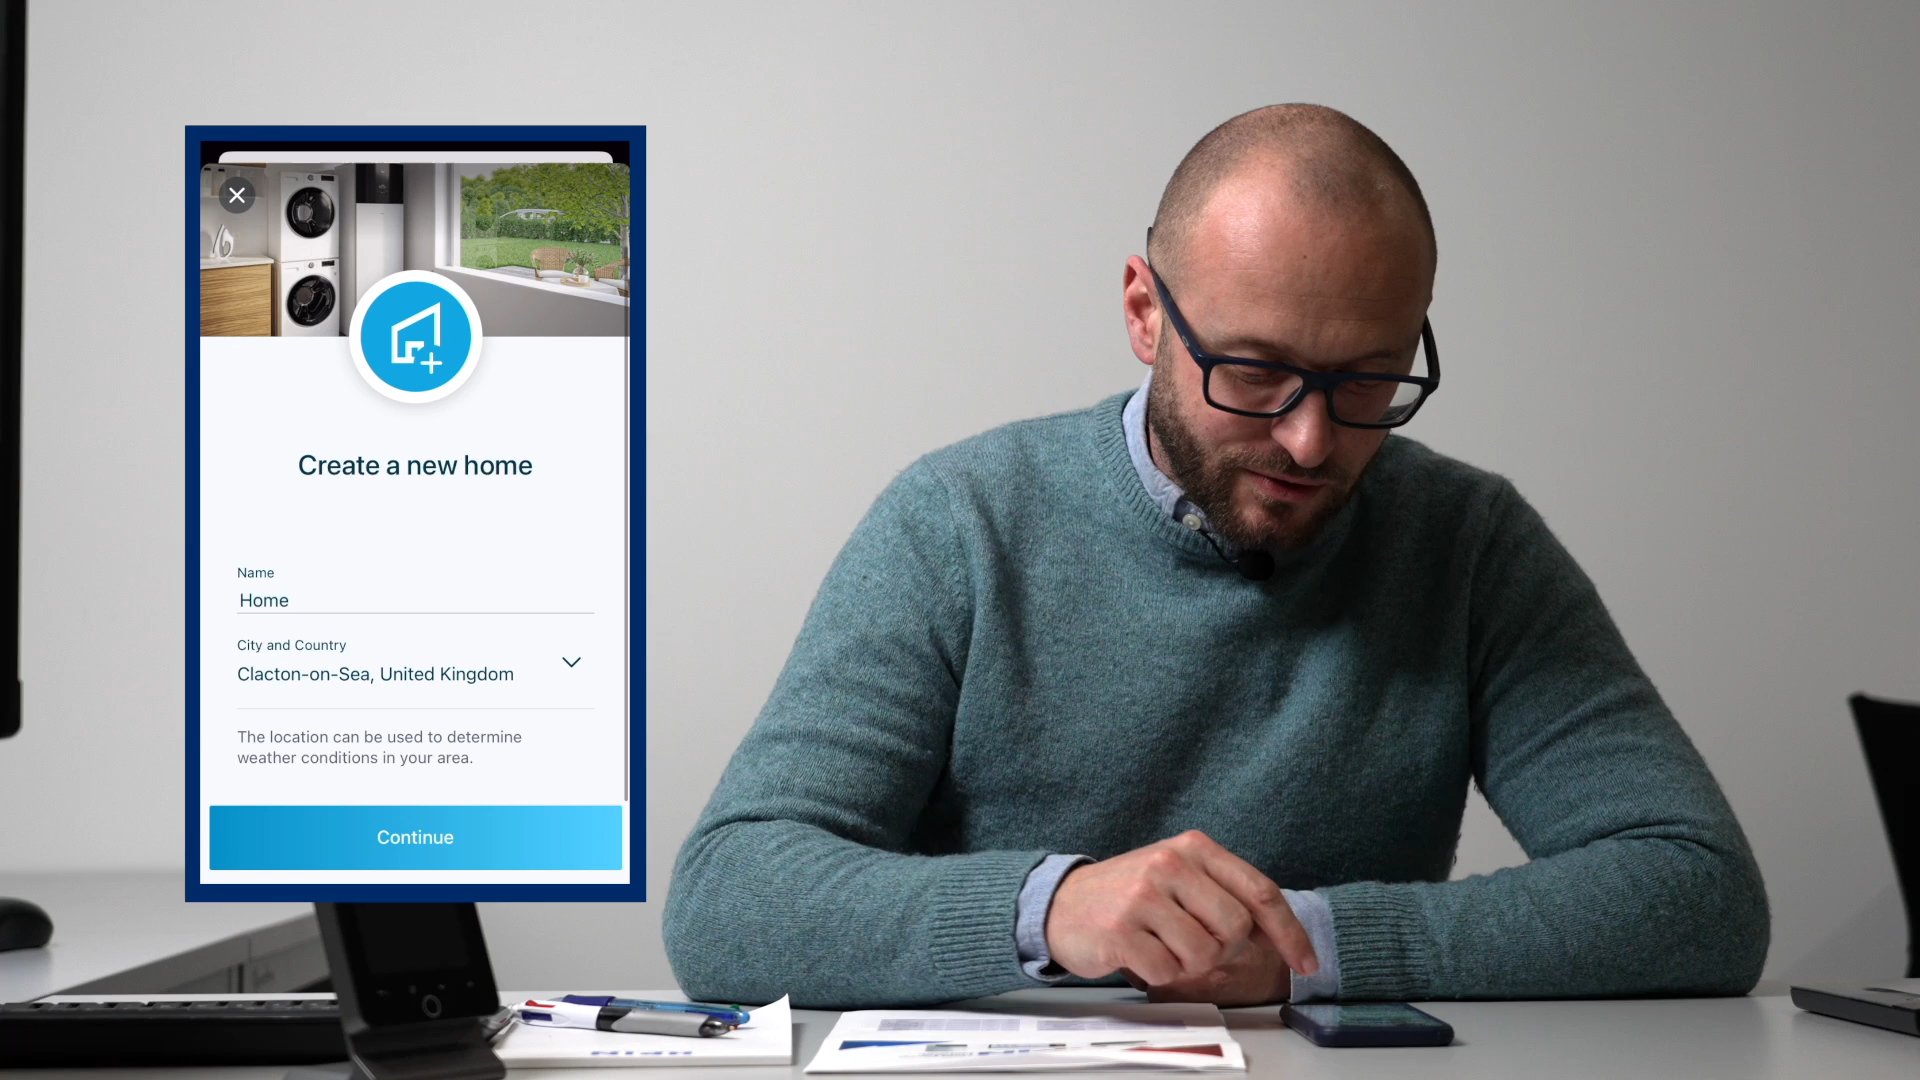 Create a new home
Name
Home
City and Country
Clacton-on-Sea, United Kingdom
The location can be used to determine
weather conditions in your area.
Continue